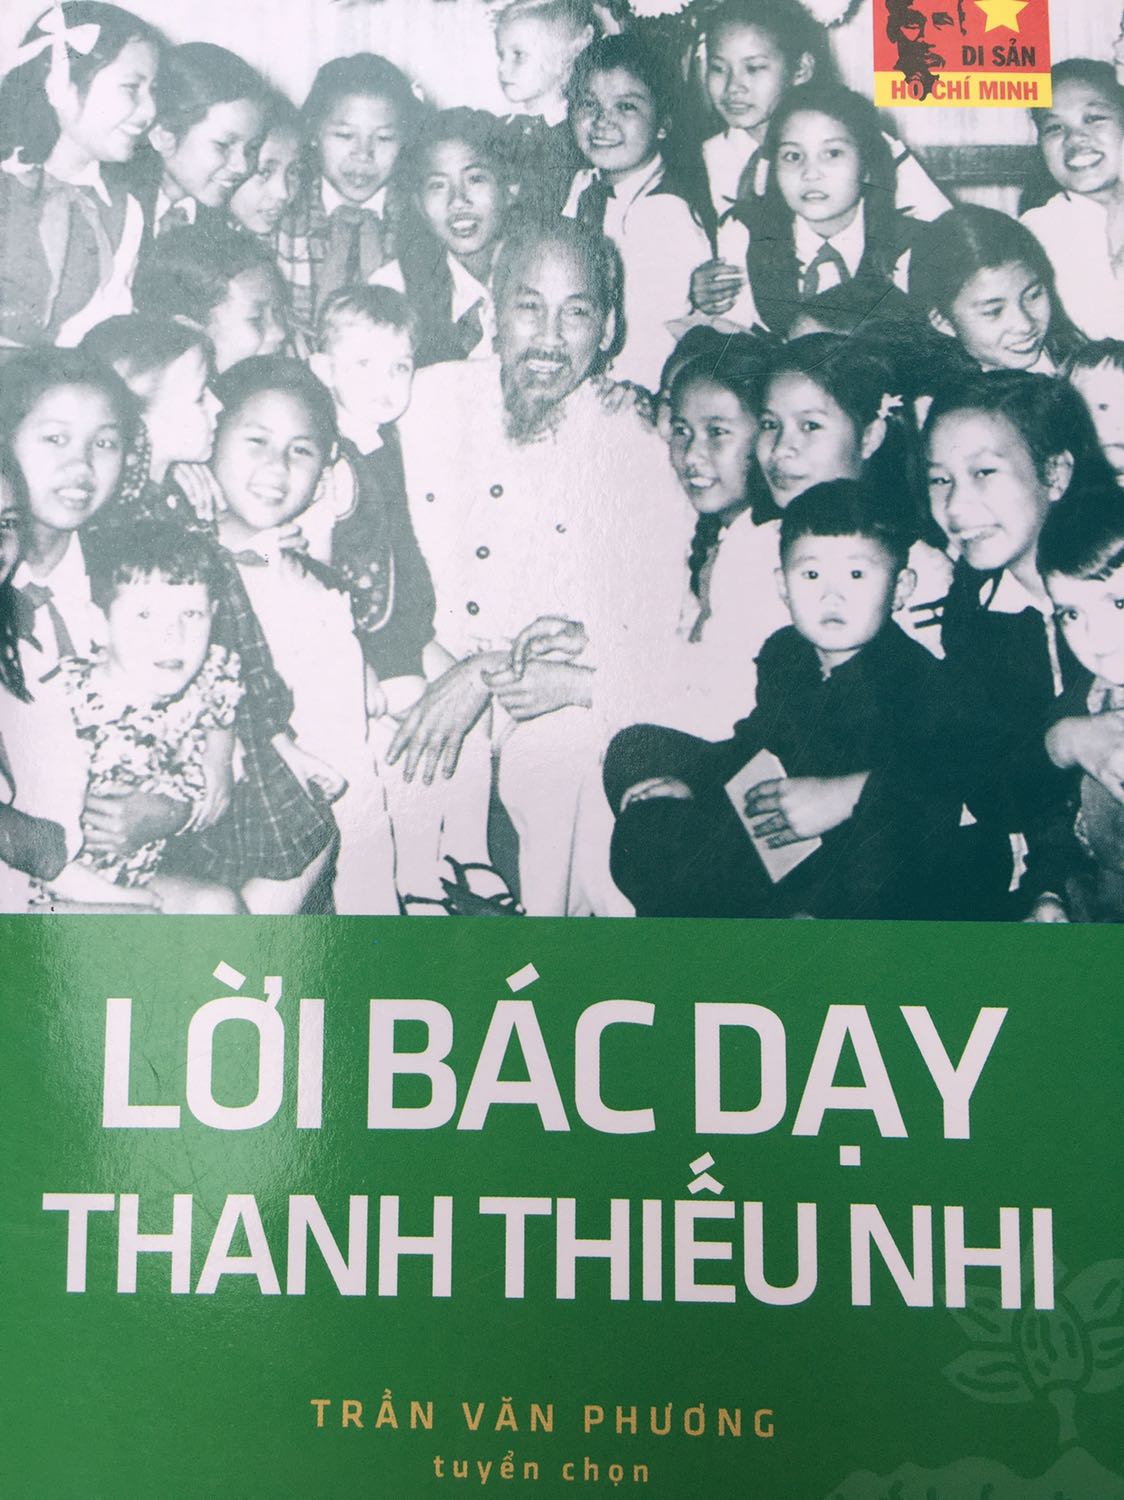 DI SẢN
HỒ CHÍ MINH
LỜI BÁC DẠY
THANH THIẾU NHI
TRẦN VĂN PHƯƠNG
tuyển chọn